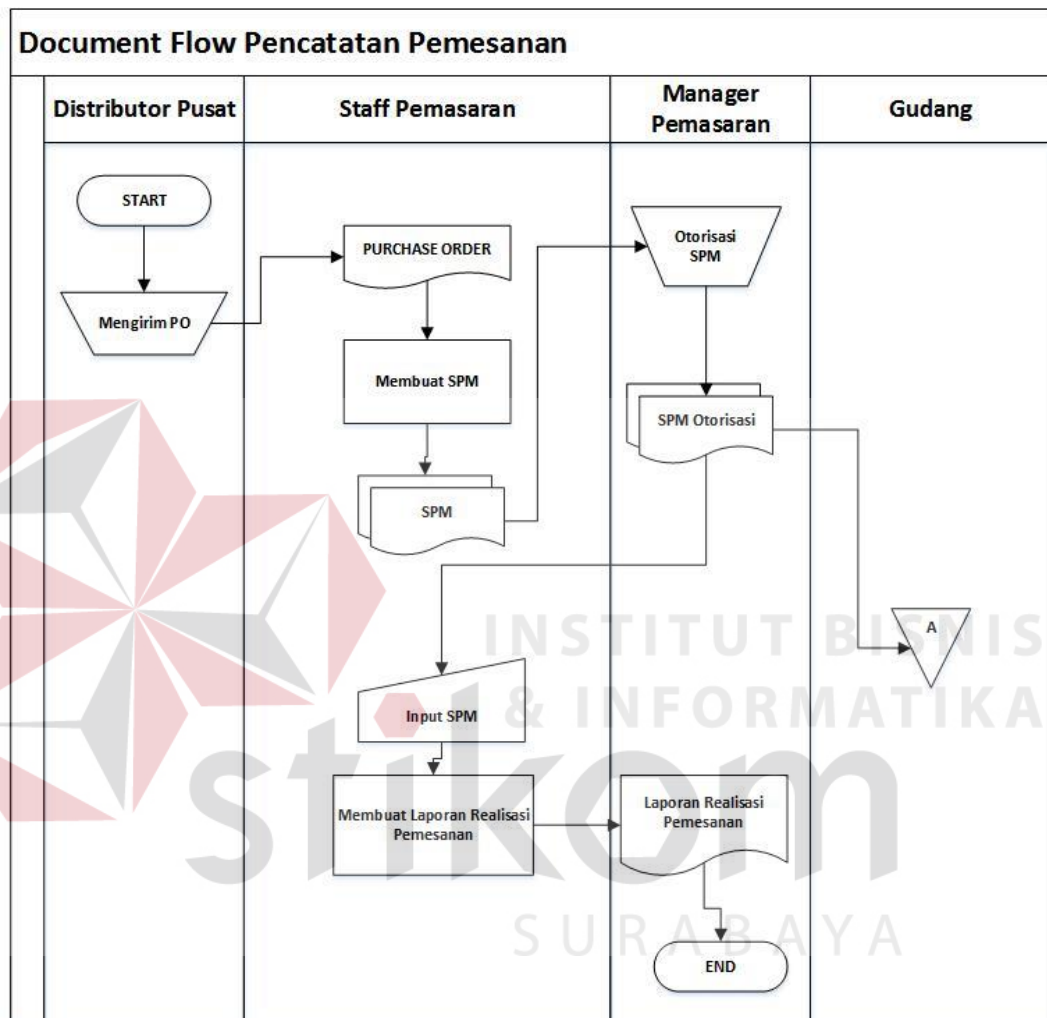 Document Flow Pencatatan Pemesanan
Distributor Pusat
Staff Pemasaran
Manager
Pemasaran
Gudang
START
Mengirim PO
PURCHASE ORDER
Membuat SPM
SPM
Otorisasi
SPM
SPM Otorisasi
A
Input SPM
Membuat Laporan Realisasi
Pemesanan
Laporan Realisasi
Pemesanan
END
INSTITUT BISNIS
& INFORMATIKA
stikom
SURABAYA